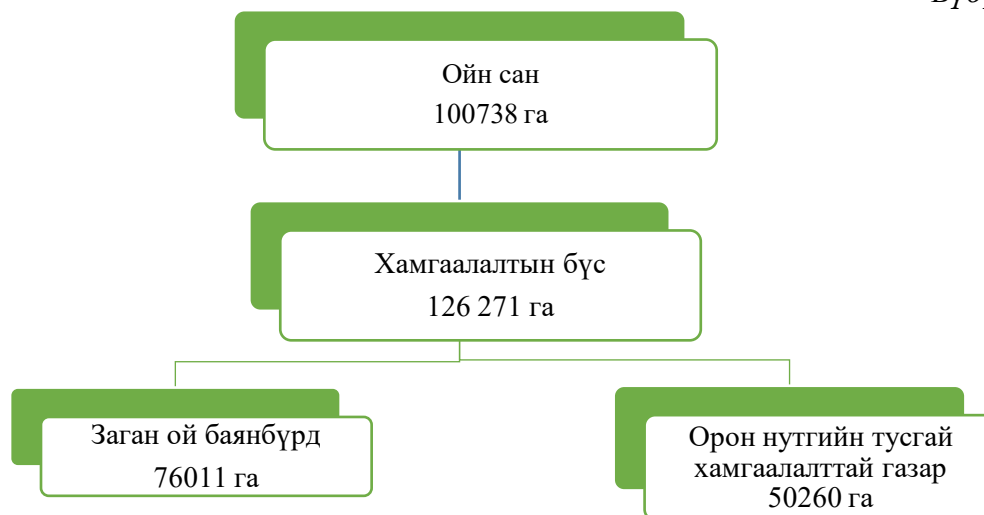 Ойн сан
100738 га
Хамгаалалтын бүс
126 271 га
Заган ой баянбүрд
76011 га
Орон нутгийн тусгай
хамгаалалттай газар
50260 га